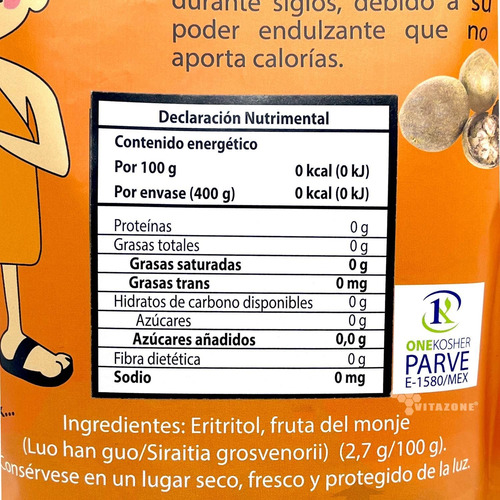 durante siglos, debido a su
poder endulzante que no
aporta calorías.
Declaración Nutrimental
Contenido energético
Por 100 g 0 kcal (0 kJ)
Por envase (400 g) 0 kcal (0 kJ)
Proteínas 0 g
Grasas totales 0 g
Grasas saturadas 0 g
Grasas trans 0 mg
Hidratos de carbono disponibles 0 g
Azúcares 0 g
Azúcares añadidos 0,0 g
Fibra dietética 0 g
Sodio 0 mg
ONEKOSHER
PARVE
E-1580/MEX
VITAZONE
Ingredientes: Eritritol, fruta del monje
(Luo han guo/Siraitia grosvenorii) (2,7 g/100 g).
Consérvese en un lugar seco, fresco y protegido de la luz.